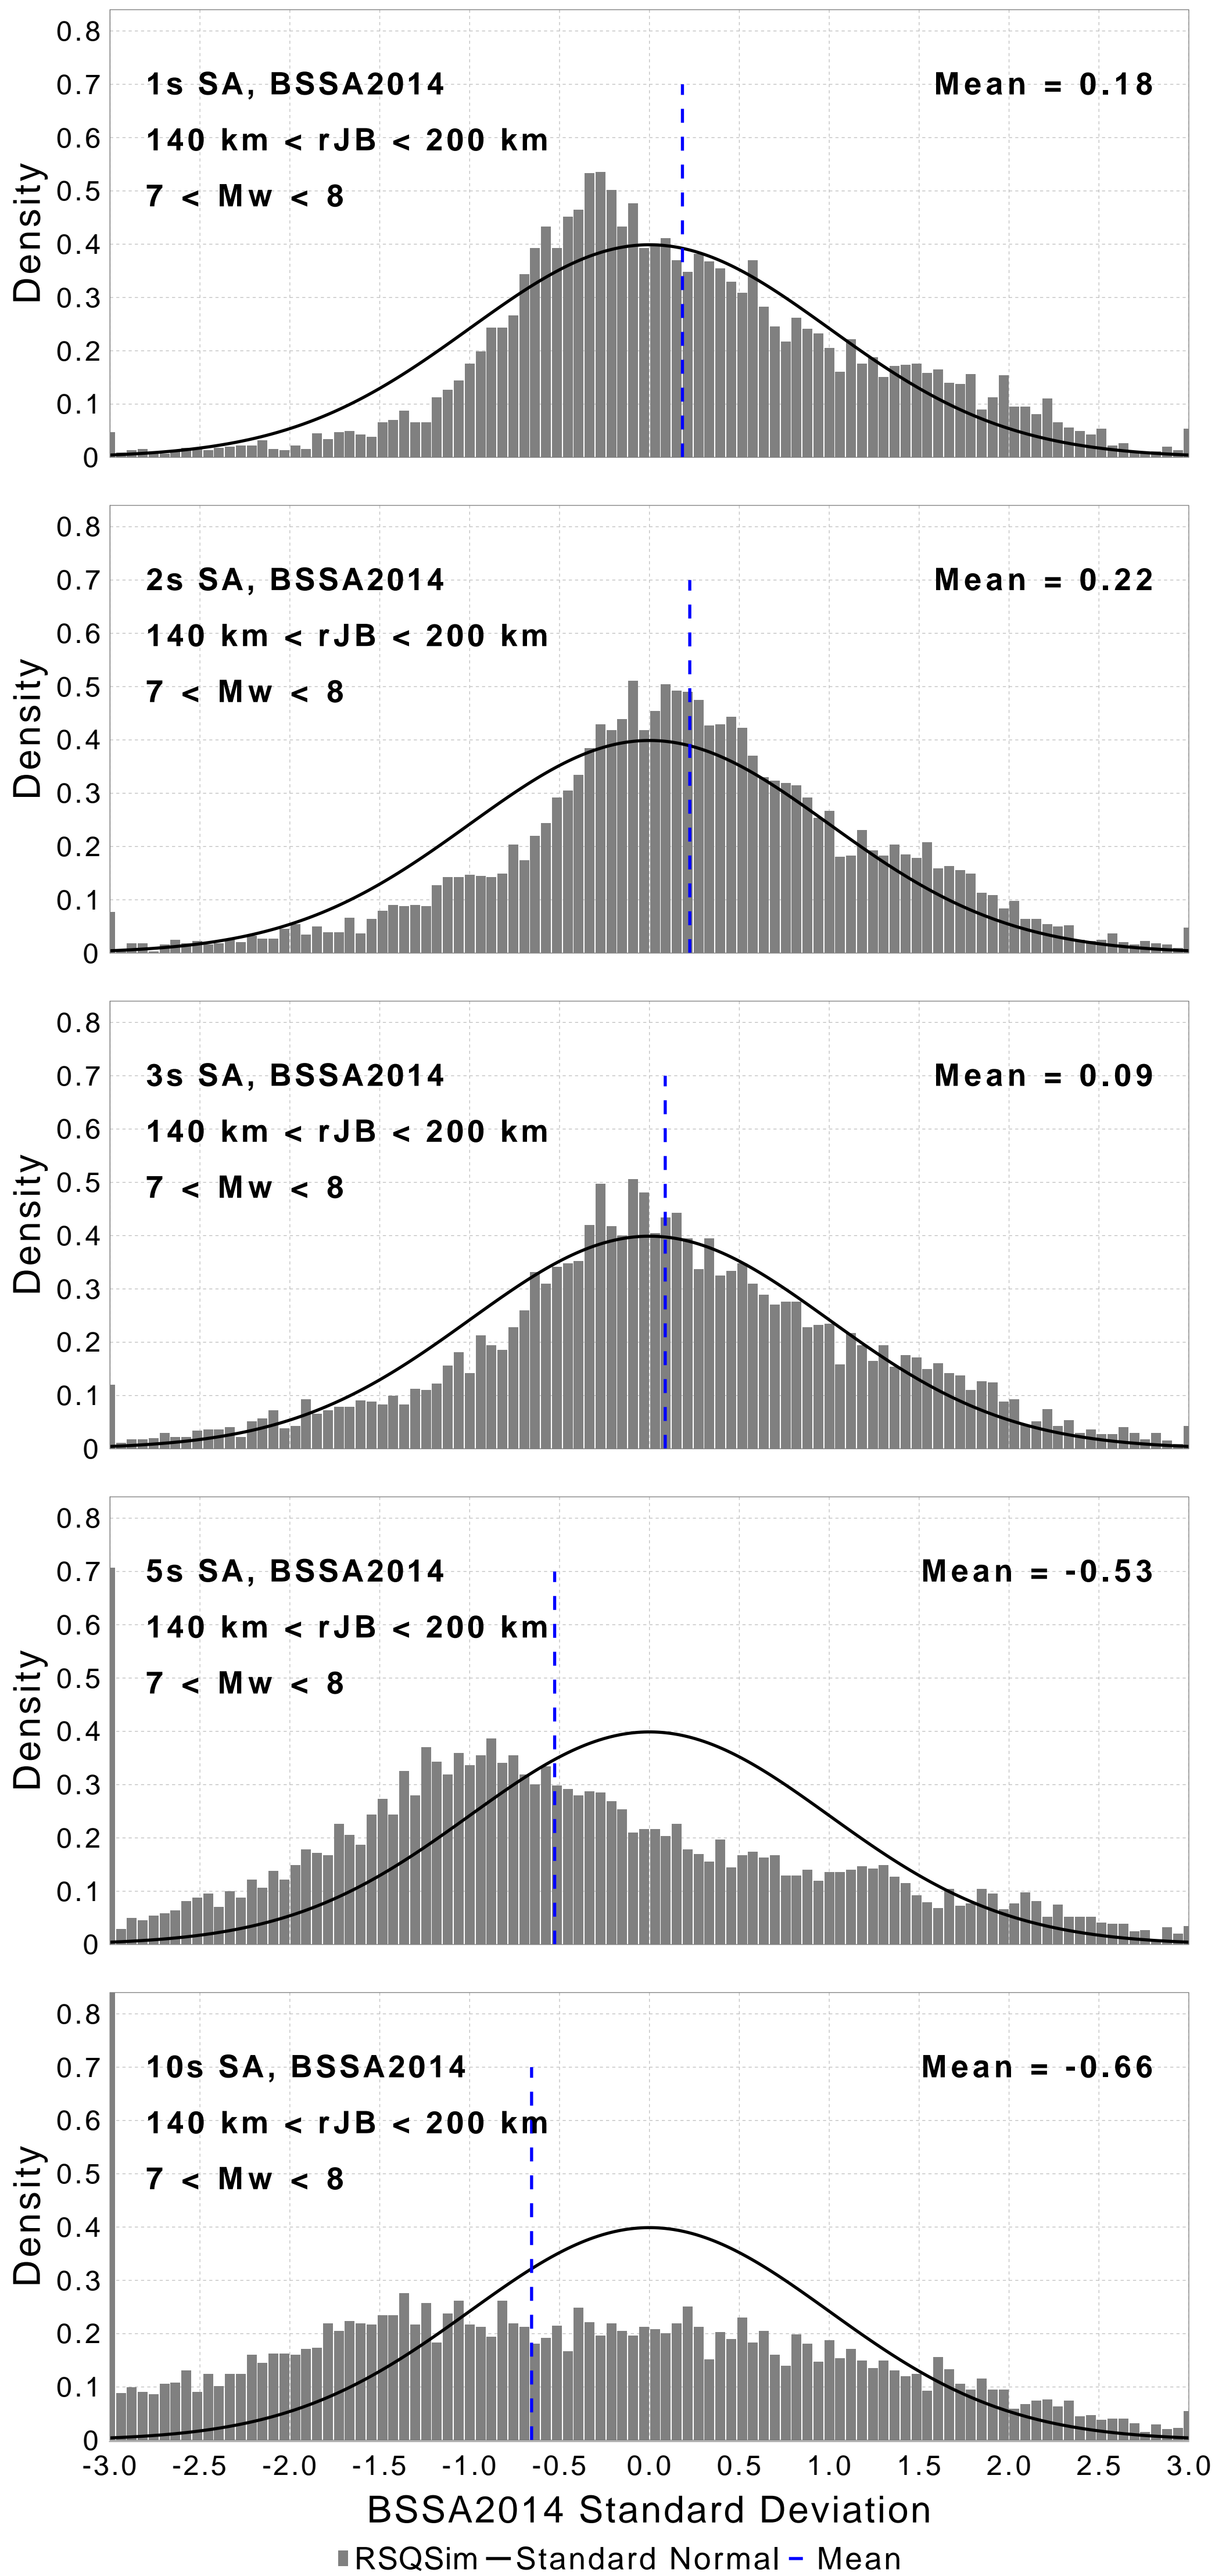 0.8
1s SA, BSSA2014 Mean = 0.18
0.7
140 km < rJB < 200 km
0.6
7 < Mw < 8
0.5
0.4
0.3
0.2
0.1
0
Density
0.8
2s SA, BSSA2014 Mean = 0.22
0.7
140 km < rJB < 200 km
0.6
7 < Mw < 8
0.5
0.4
0.3
0.2
0.1
0
Density
0.8
3s SA, BSSA2014 Mean = 0.09
0.7
140 km < rJB < 200 km
0.6
7 < Mw < 8
0.5
0.4
0.3
0.2
0.1
0
Density
0.8
5s SA, BSSA2014 Mean = -0.53
0.7
140 km < rJB < 200 km
0.6
7 < Mw < 8
0.5
0.4
0.3
0.2
0.1
0
Density
0.8
10s SA, BSSA2014 Mean = -0.66
0.7
140 km < rJB < 200 km
0.6
7 < Mw < 8
0.5
0.4
0.3
0.2
0.1
0
Density
-3.0 -2.5 -2.0 -1.5 -1.0 -0.5 0.0 0.5 1.0 1.5 2.0 2.5 3.0
BSSA2014 Standard Deviation
RSQSim Standard Normal Mean